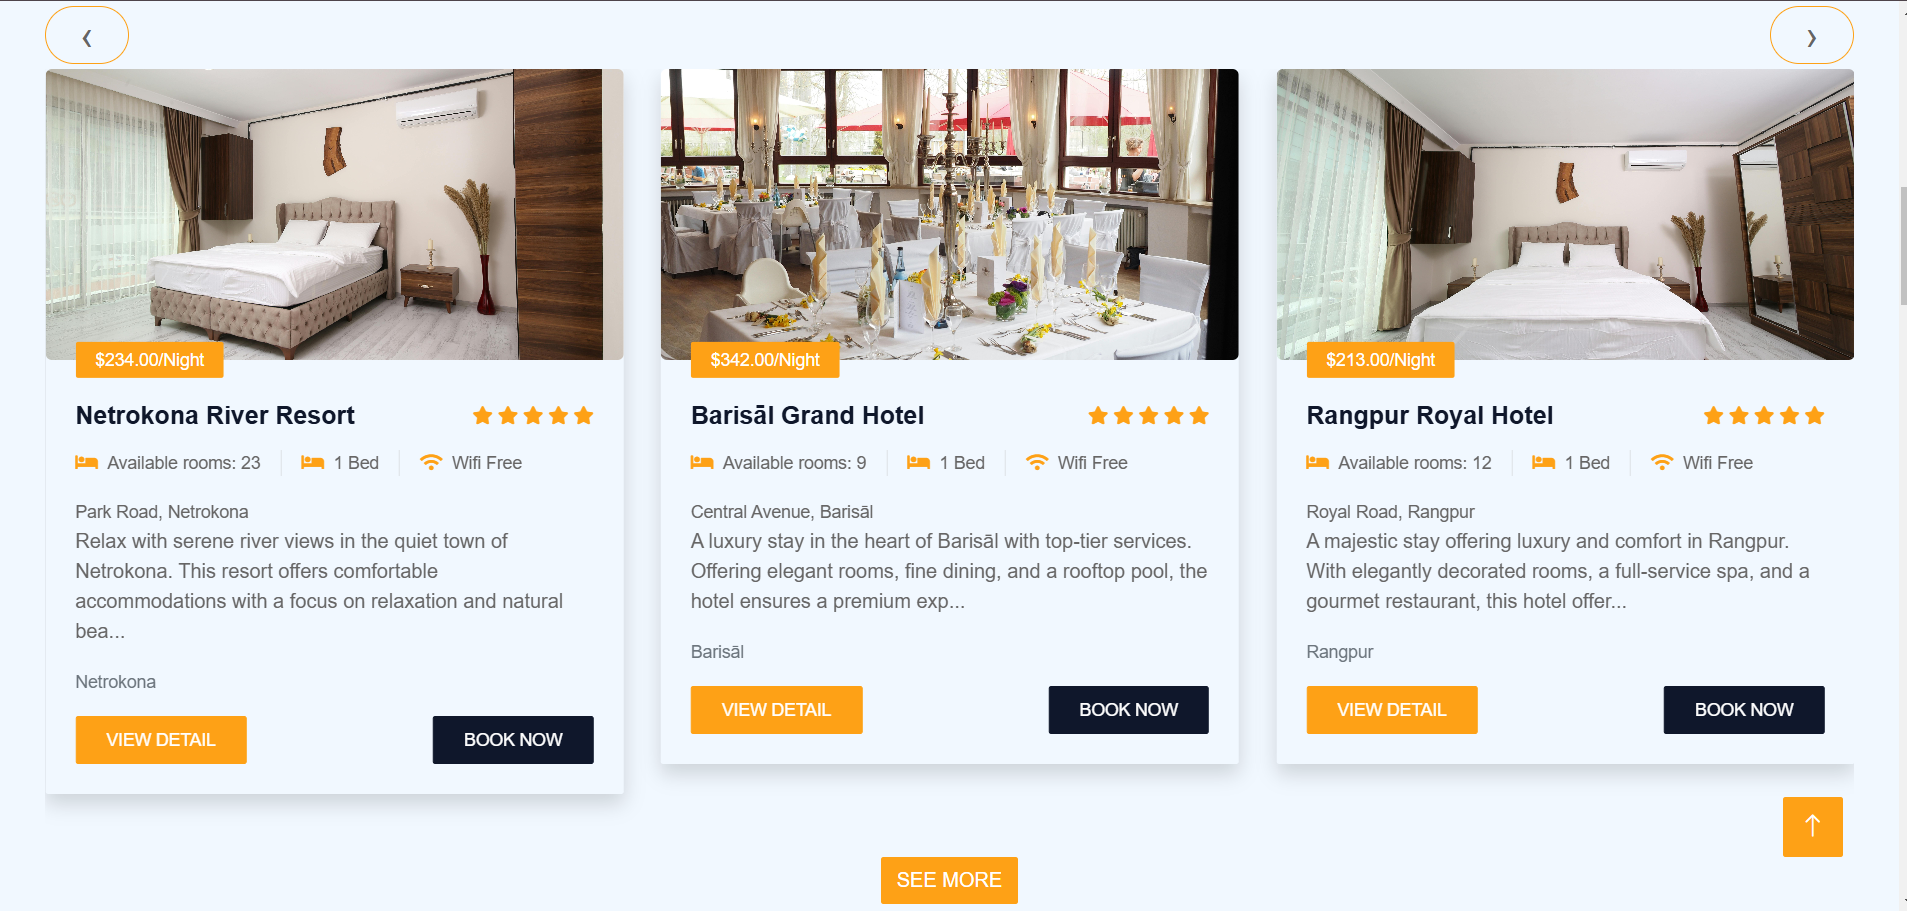 ‹
›
$234.00/Night
Netrokona River Resort
Available rooms: 23
1 Bed
Wifi Free
Park Road, Netrokona
Relax with serene river views in the quiet town of
Netrokona. This resort offers comfortable
accommodations with a focus on relaxation and natural
bea...
Netrokona
VIEW DETAIL
BOOK NOW
$342.00/Night
Barisāl Grand Hotel
Available rooms: 9
1 Bed
Wifi Free
Central Avenue, Barisāl
A luxury stay in the heart of Barisāl with top-tier services.
Offering elegant rooms, fine dining, and a rooftop pool, the
hotel ensures a premium exp...
Barisāl
VIEW DETAIL
BOOK NOW
$213.00/Night
Rangpur Royal Hotel
Available rooms: 12
1 Bed
Wifi Free
Royal Road, Rangpur
A majestic stay offering luxury and comfort in Rangpur.
With elegantly decorated rooms, a full-service spa, and a
gourmet restaurant, this hotel offer...
Rangpur
VIEW DETAIL
BOOK NOW
↑
SEE MORE